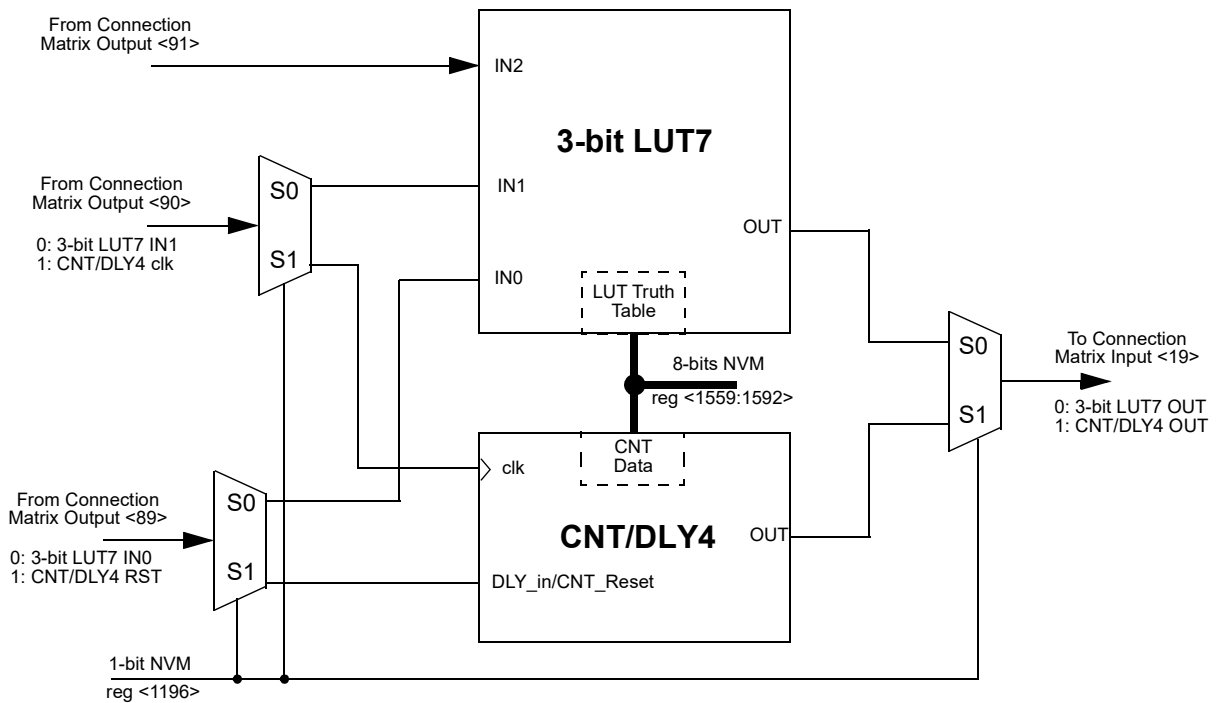 From Connection
Matrix Output <91>
IN2
3-bit LUT7
From Connection
Matrix Output <90>
0: 3-bit LUT7 IN1
1: CNT/DLY4 clk
S0
S1
IN1
IN0
OUT
LUT Truth
Table
8-bits NVM
reg <1559:1592>
S0
S1
To Connection
Matrix Input <19>
0: 3-bit LUT7 OUT
1: CNT/DLY4 OUT
CNT
Data
clk
From Connection
Matrix Output <89>
0: 3-bit LUT7 IN0
1: CNT/DLY4 RST
S0
S1
CNT/DLY4
OUT
DLY_in/CNT_Reset
1-bit NVM
reg <1196>